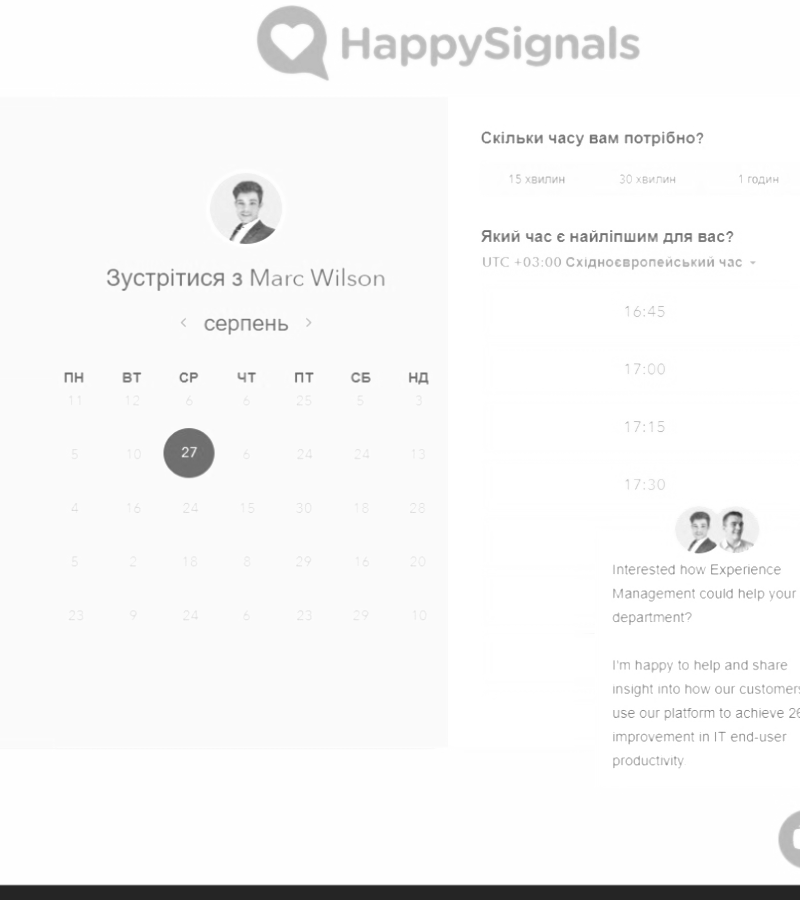 HappySignals
Зустрітися з Marc Wilson
< серпень >
ПН ВТ СР ЧТ ПТ СБ НД
11 12 6 6 25 5 3
5 10 27 6 24 24 13
4 16 24 15 30 18 28
5 2 18 8 29 16 20
23 9 24 6 23 29 10
Скільки часу вам потрібно?
15 хвилин 30 хвилин 1 годин
Який час є найліпшим для вас?
UTC +03:00 Східноєвропейський час
16:45
17:00
17:15
17:30
Interested how Experience
Management could help your
department?
I'm happy to help and share
insight into how our customers
use our platform to achieve 26
improvement in IT end-user
productivity